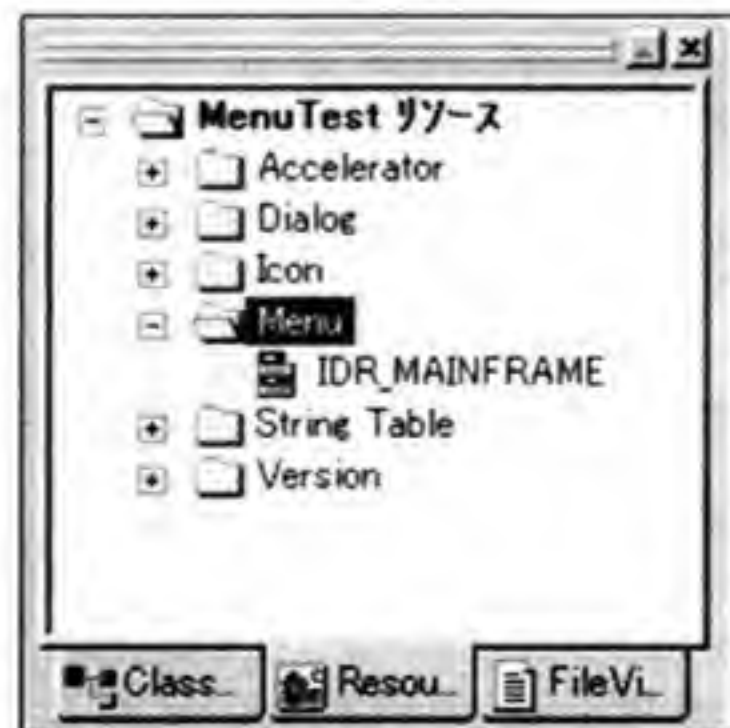 MenuTest リソース
Accelerator
Dialog
Icon
Menu
IDR_MAINFRAME
String Table
Version
Class...
Resou...
FileVi...